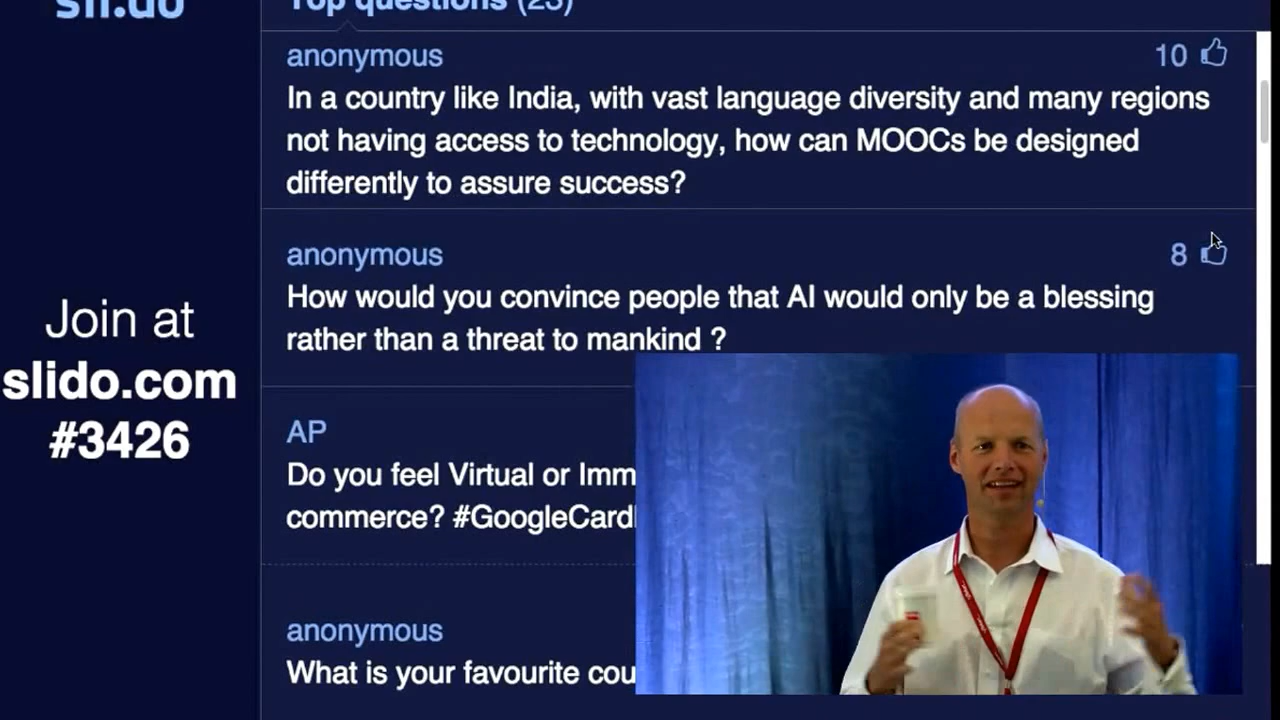 sli.do
Top questions (23)
anonymous
10
In a country like India, with vast language diversity and many regions
not having access to technology, how can MOOCs be designed
differently to assure success?
anonymous
8
How would you convince people that AI would only be a blessing
rather than a threat to mankind ?
Join at
slido.com
#3426
AP
Do you feel Virtual or Imm
commerce? #GoogleCard
anonymous
What is your favourite cou